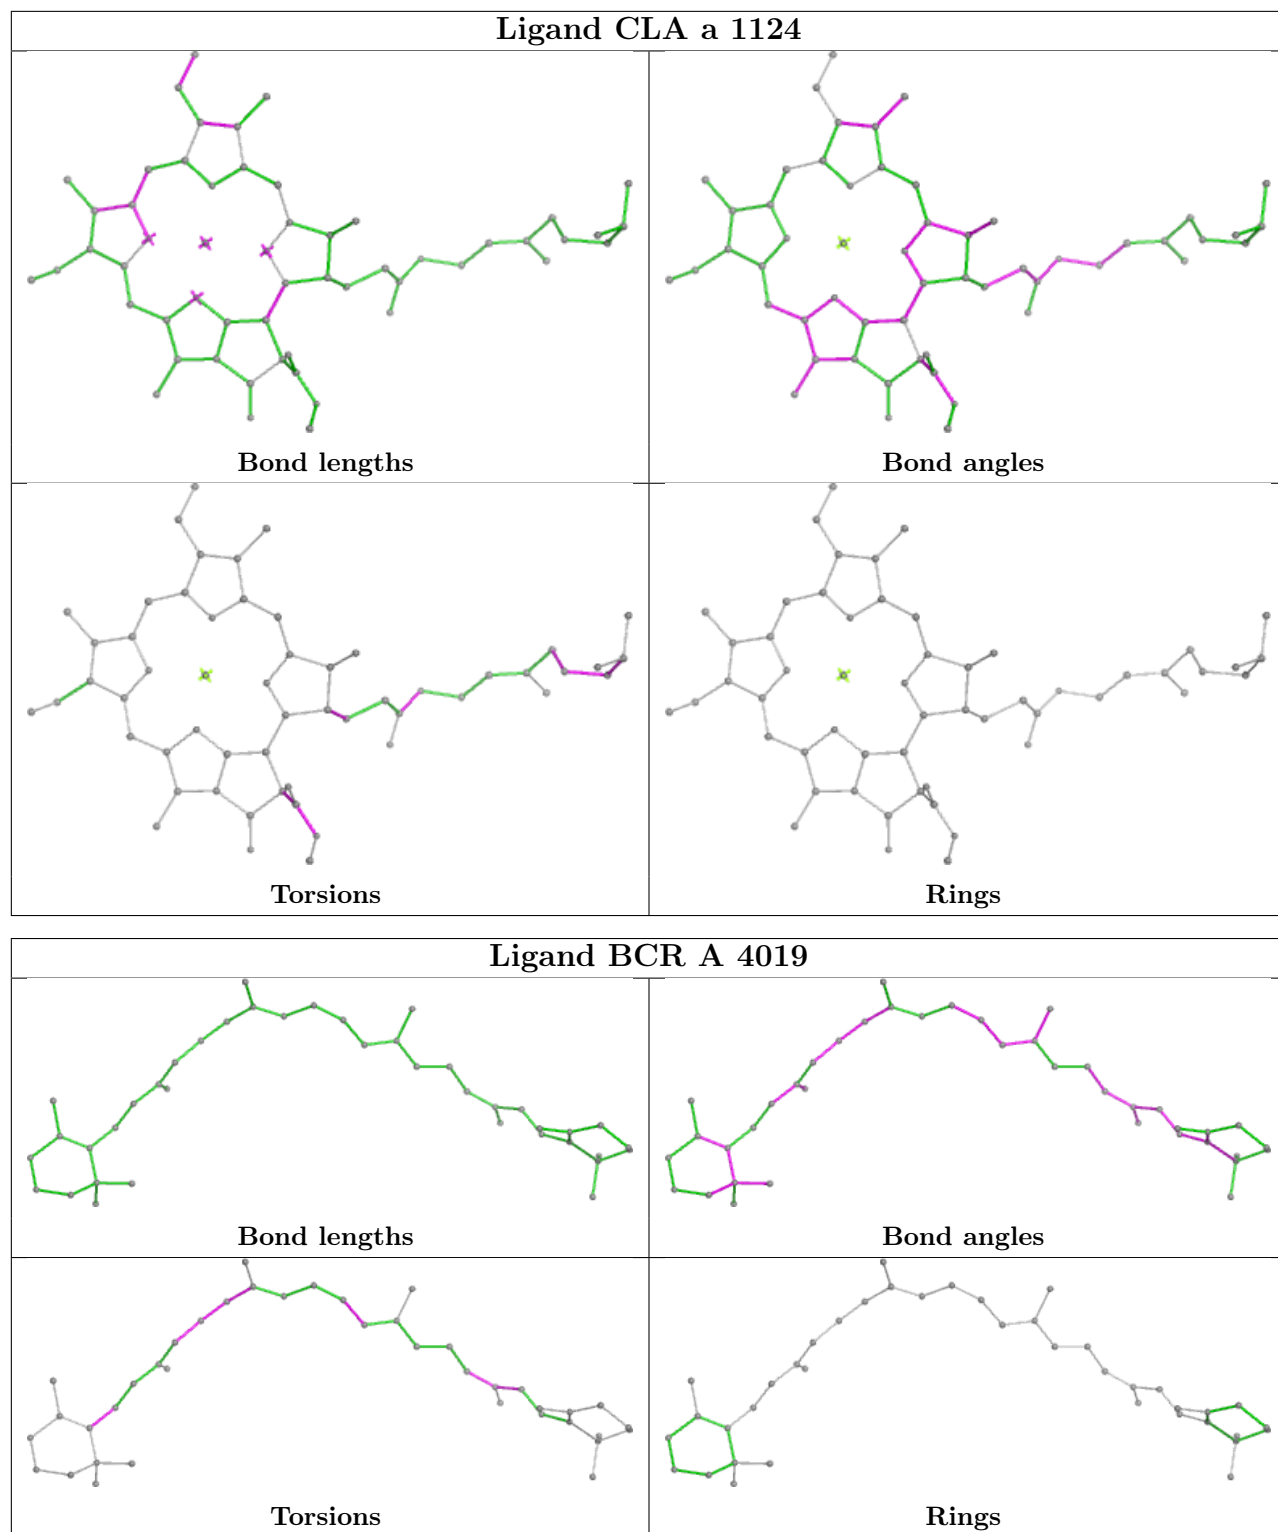 Ligand CLA a 1124
Bond lengths
Bond angles
Torsions
Rings
Ligand BCR A 4019
Bond lengths
Bond angles
Torsions
Rings